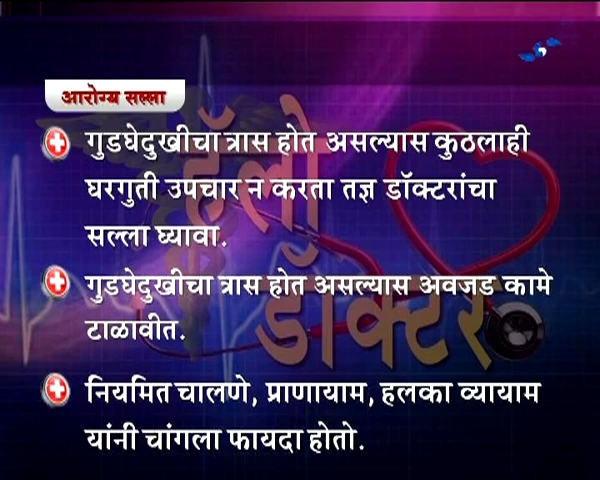 आरोग्य सल्ला
गुडघेदुखीचा त्रास होत असल्यास कुठलाही
घरगुती उपचार न करता तज्ञ डॉक्टरांचा
सल्ला घ्यावा.
गुडघेदुखीचा त्रास होत असल्यास अवजड कामे
टाळावीत.
नियमित चालणे, प्राणायाम, हलका व्यायाम
यांनी चांगला फायदा होतो.
हॅलो
डॉक्टर